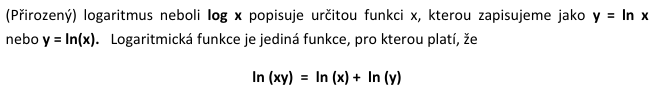 (Přirozený) logaritmus neboli log x popisuje určitou funkci x, kterou zapisujeme jako y = ln x
nebo y = ln(x). Logaritmická funkce je jediná funkce, pro kterou platí, že
ln (xy) = ln (x) + ln (y)